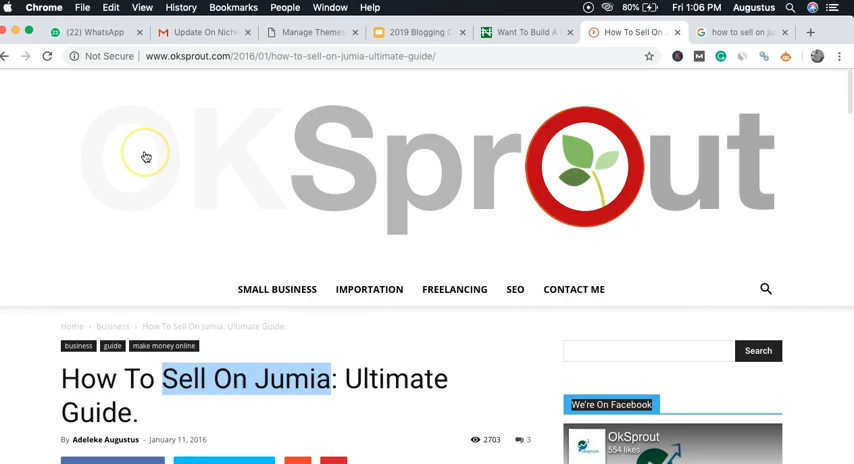 Chrome File Edit View History Bookmarks People Window Help 80% Fri 1:06 PM Augustus
(22) WhatsApp Update On Niche Manage Themes 2019 Blogging C Want To Build A How To Sell On J how to sell on jum
Not Secure www.oksprout.com/2016/01/how-to-sell-on-jumia-ultimate-guide/
OKSprout
SMALL BUSINESS IMPORTATION FREELANCING SEO CONTACT ME
Home › business › How To Sell On Jumia: Ultimate Guide.
business guide make money online
Search
How To Sell On Jumia: Ultimate
Guide.
We're On Facebook
By Adeleke Augustus - January 11, 2016 2703 3
OkSprout
554 likes
oksprout